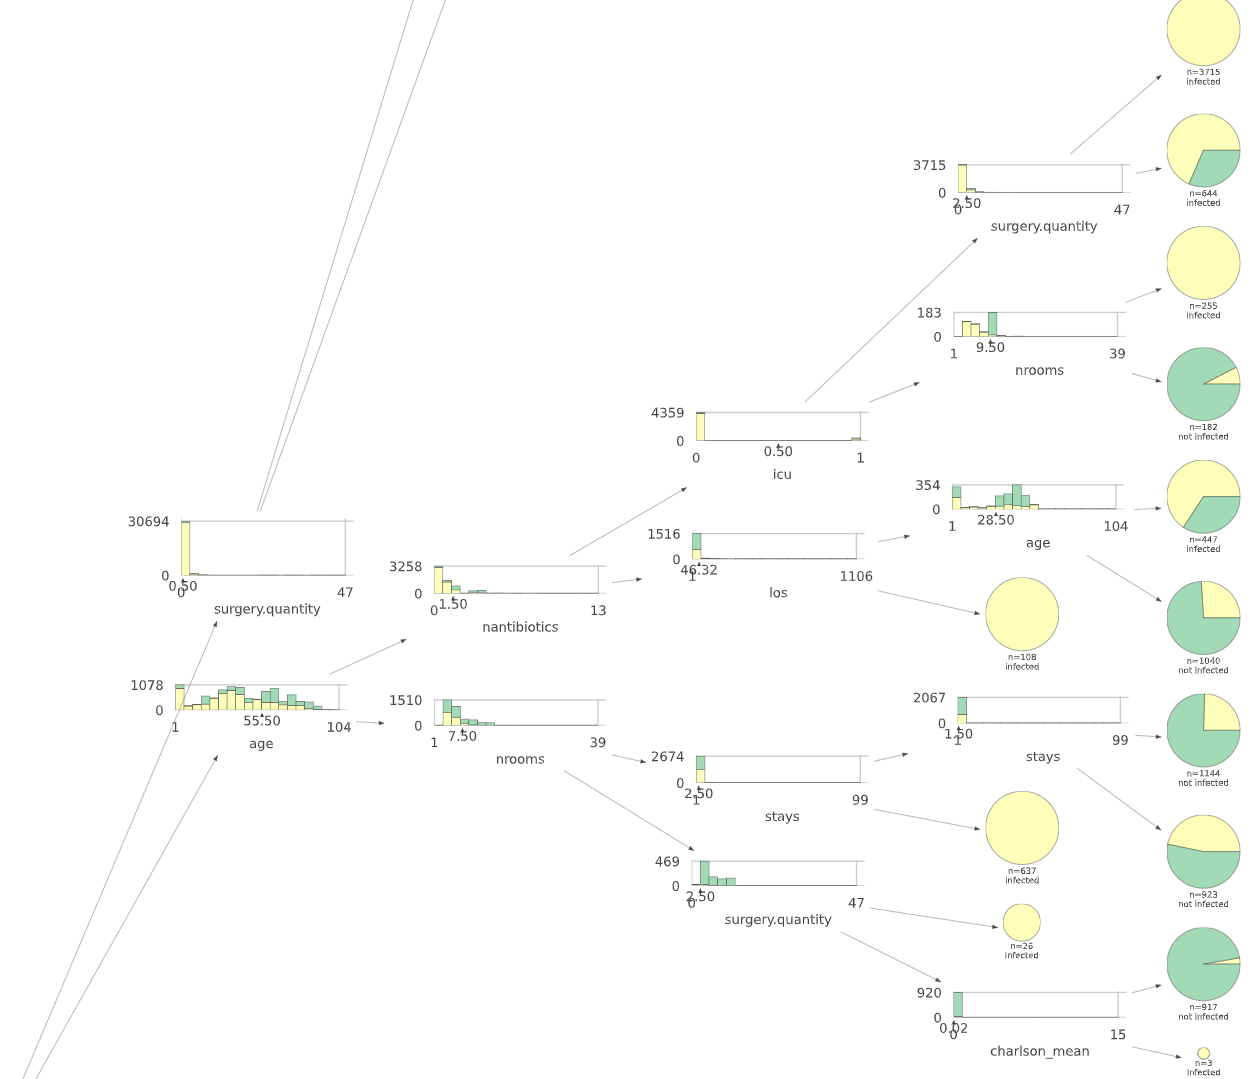 n=3715
infected
3715
0
2.50
0
47
surgery.quantity
n=644
infected
183
0
9.50
1
39
nrooms
n=255
infected
n=182
not infected
4359
0
0.50
0
1
icu
354
0
28.50
1
104
age
n=447
infected
30694
0
0.50
0
47
surgery.quantity
3258
0
1.50
0
13
nantibiotics
1516
0
46.32
1
1106
los
n=108
infected
n=1040
not infected
1078
0
55.50
1
104
age
1510
0
7.50
1
39
nrooms
2674
0
2.50
1
99
stays
2067
0
1.50
1
99
stays
n=1144
not infected
n=637
infected
n=923
not infected
469
0
2.50
0
47
surgery.quantity
n=26
infected
920
0
0.02
0
15
charlson_mean
n=917
not infected
n=3
infected